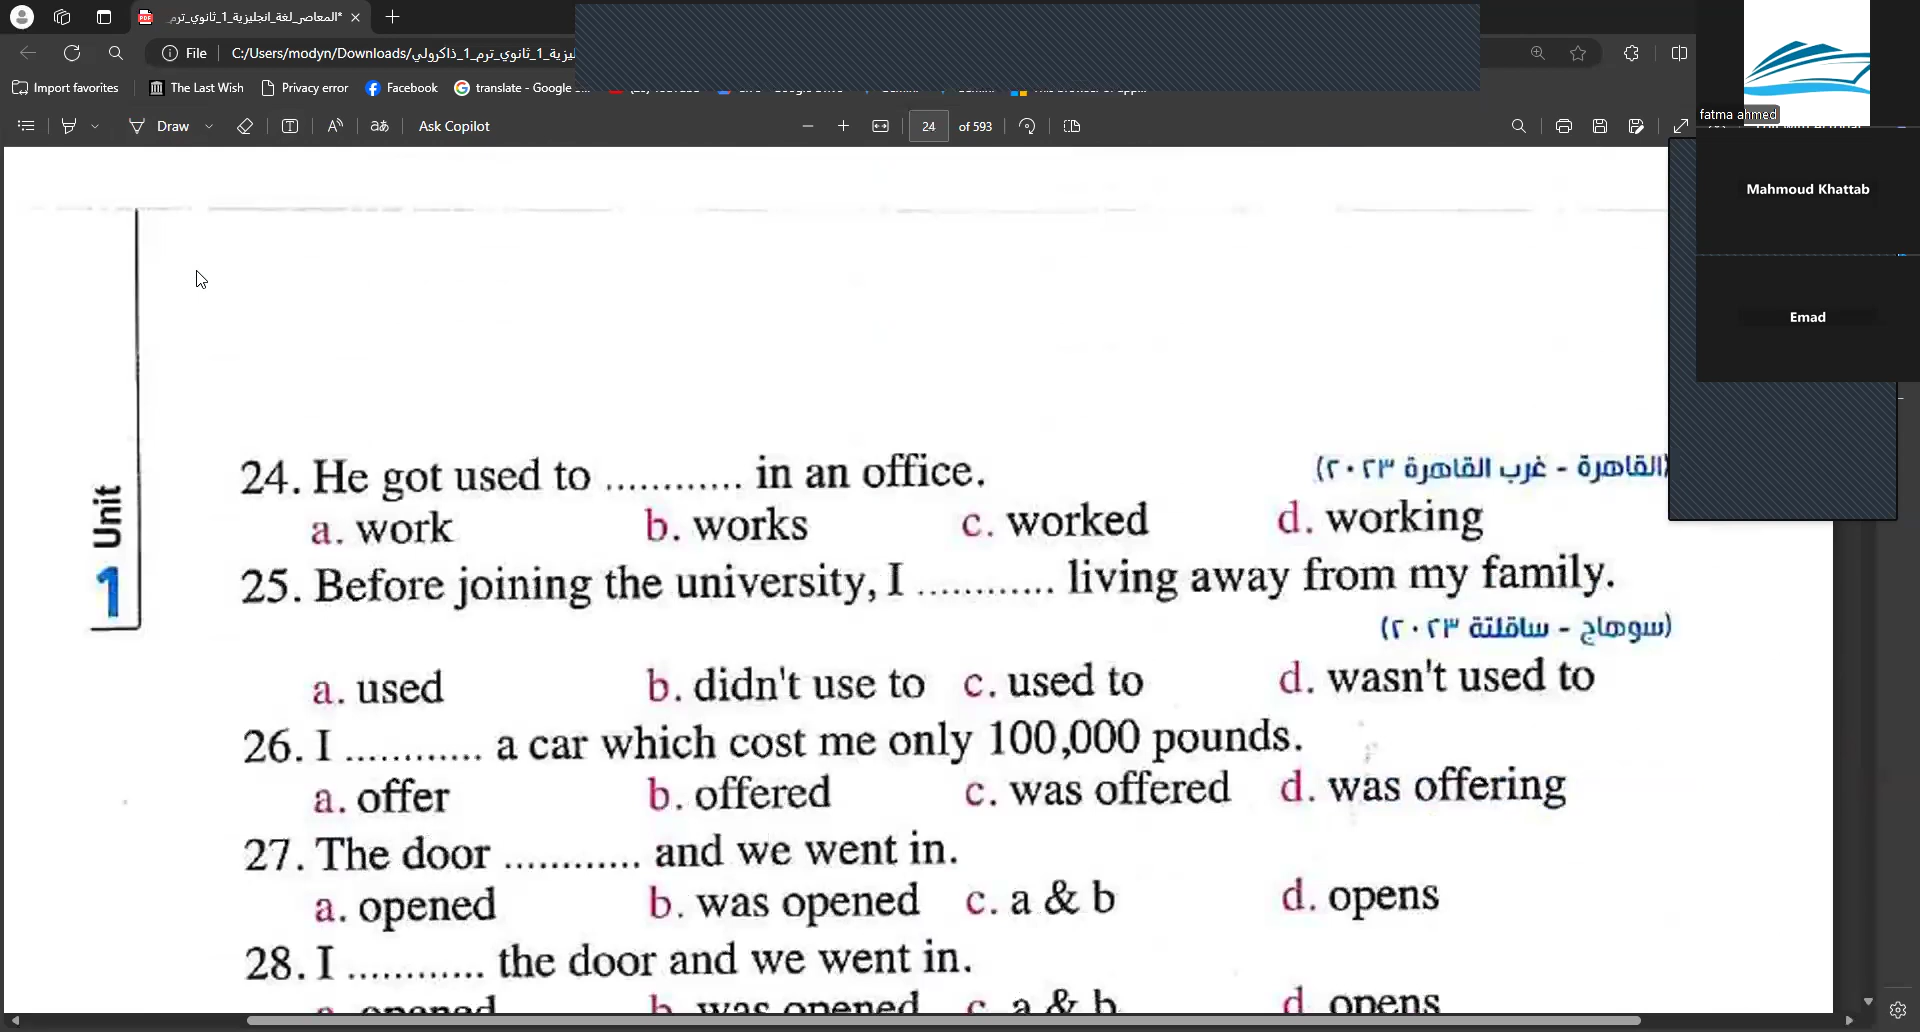 المعاصر_لغة_انجليزية_1_ثانوي_ترم*
File
C:/Users/modyn/Downloads/
Import favorites
The Last Wish
Privacy error
Facebook
translate - Google
Draw
Ask Copilot
24 of 593
fatma ahmed
Mahmoud Khattab
Emad
Unit 1
24. He got used to ............ in an office.
(القاهرة - غرب القاهرة ٢٠٢٣)
a. work b. works c. worked d. working
25. Before joining the university, I ............ living away from my family.
(سوهاج - ساقلتة ٢٠٢٣)
a. used b. didn't use to c. used to d. wasn't used to
26. I ............ a car which cost me only 100,000 pounds.
a. offer b. offered c. was offered d. was offering
27. The door ............ and we went in.
a. opened b. was opened c. a & b d. opens
28. I ............ the door and we went in.
a. opened b. was opened c. a & b d. opens